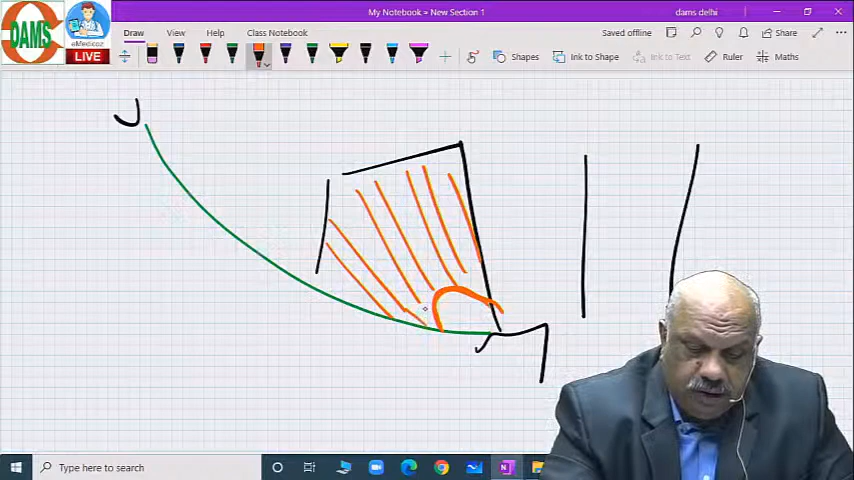 My Notebook > New Section 1
dams delhi
DAMS
eMedicoz
LIVE
Draw
View
Help
Class Notebook
Saved offline
Share
Shapes
Ink to Shape
Ink to Text
Ruler
Maths
Type here to search